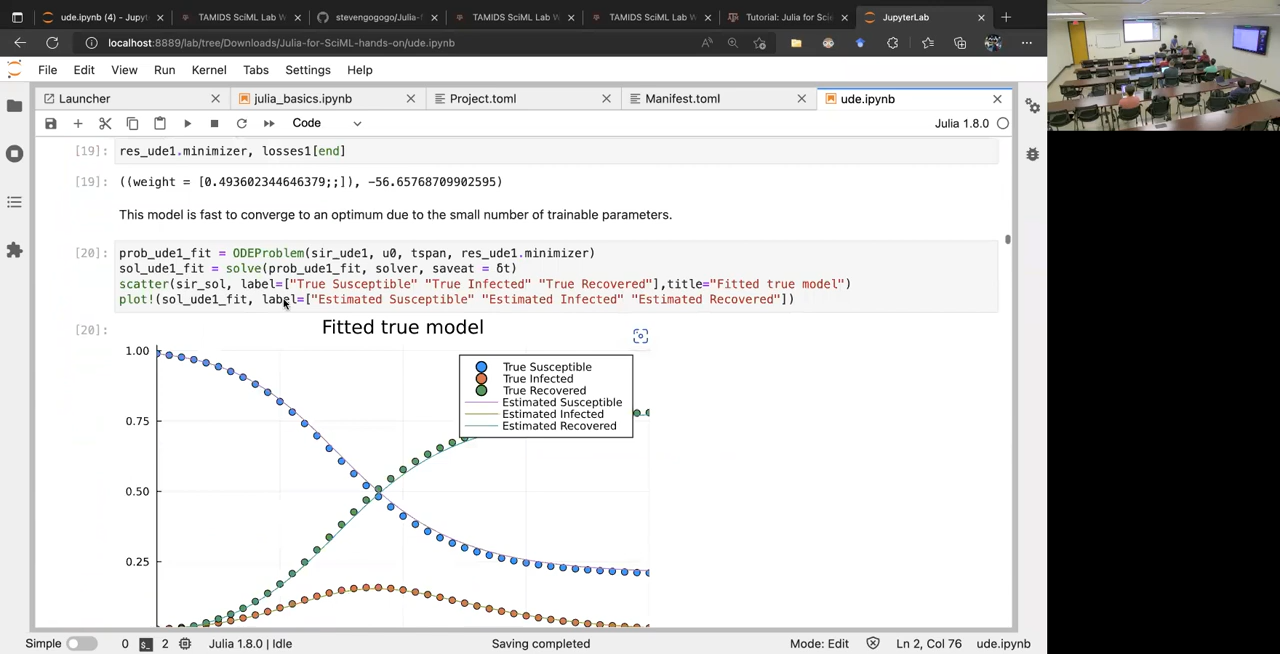 ude.ipynb (4) - Jupyt
TAMIDS SciML Lab W
stevengogogo/Julia-f
TAMIDS SciML Lab W
TAMIDS SciML Lab W
Tutorial: Julia for Scie
JupyterLab
localhost:8889/lab/tree/Downloads/Julia-for-SciML-hands-on/ude.ipynb
File Edit View Run Kernel Tabs Settings Help
Launcher
julia_basics.ipynb
Project.toml
Manifest.toml
ude.ipynb
Code
Julia 1.8.0
[19]: res_ude1.minimizer, losses1[end]
[19]: ((weight = [0.493602344646379;;]), -56.65768709902595)
This model is fast to converge to an optimum due to the small number of trainable parameters.
[20]: prob_ude1_fit = ODEProblem(sir_ude1, u0, tspan, res_ude1.minimizer)
sol_ude1_fit = solve(prob_ude1_fit, solver, saveat = δt)
scatter(sir_sol, label=["True Susceptible" "True Infected" "True Recovered"],title="Fitted true model")
plot!(sol_ude1_fit, label=["Estimated Susceptible" "Estimated Infected" "Estimated Recovered"])
[20]:
Fitted true model
1.00
0.75
0.50
0.25
True Susceptible
True Infected
True Recovered
Estimated Susceptible
Estimated Infected
Estimated Recovered
Simple 0 2 Julia 1.8.0 | Idle Saving completed Mode: Edit Ln 2, Col 76 ude.ipynb